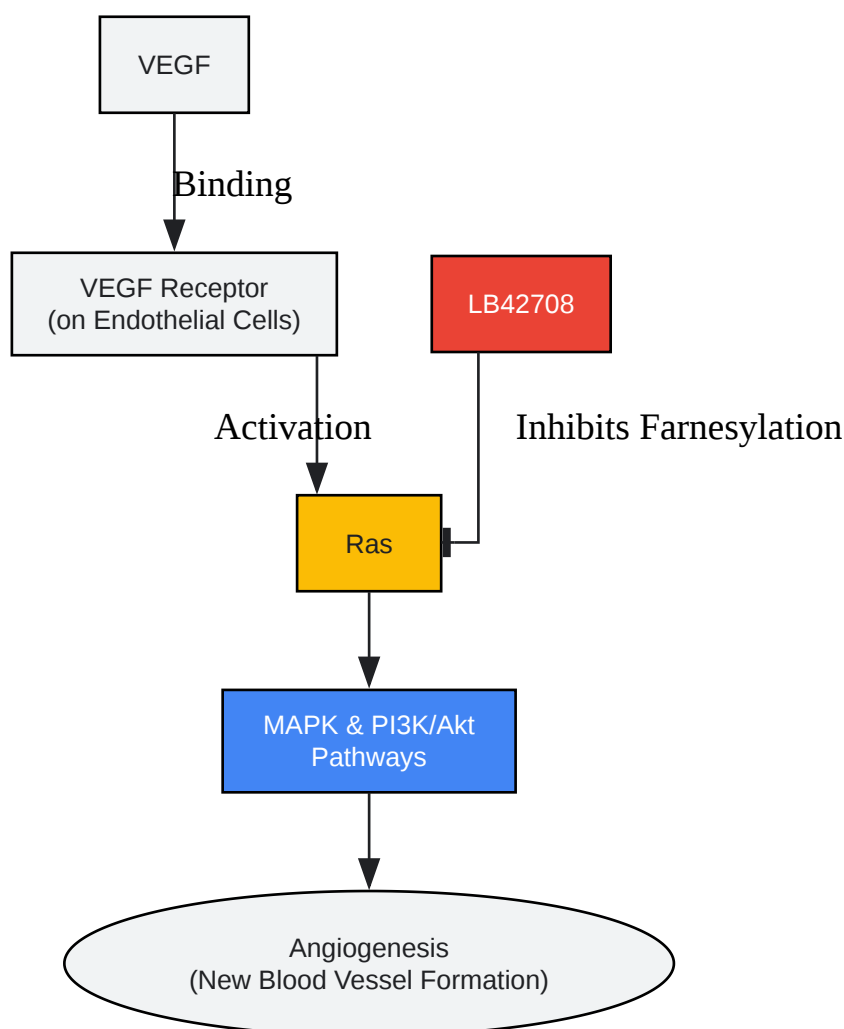 VEGF
Binding
VEGF Receptor
(on Endothelial Cells)
LB42708
Activation
Inhibits Farnesylation
Ras
MAPK & PI3K/Akt
Pathways
Angiogenesis
(New Blood Vessel Formation)